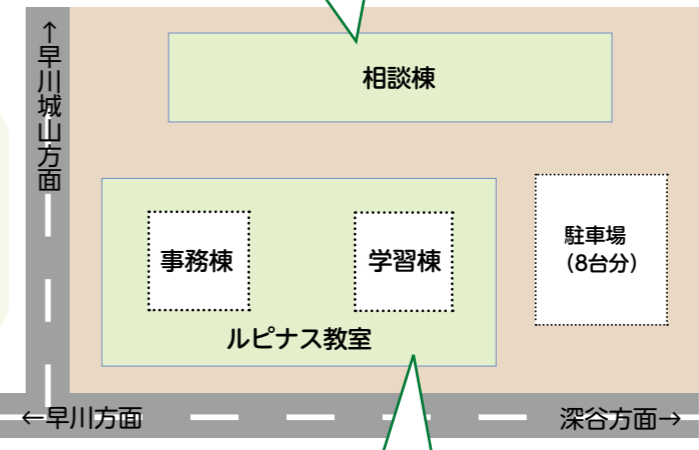 ↑早川城山方面
相談棟
事務棟
学習棟
駐車場
（8台分）
ルピナス教室
←早川方面
深谷方面→